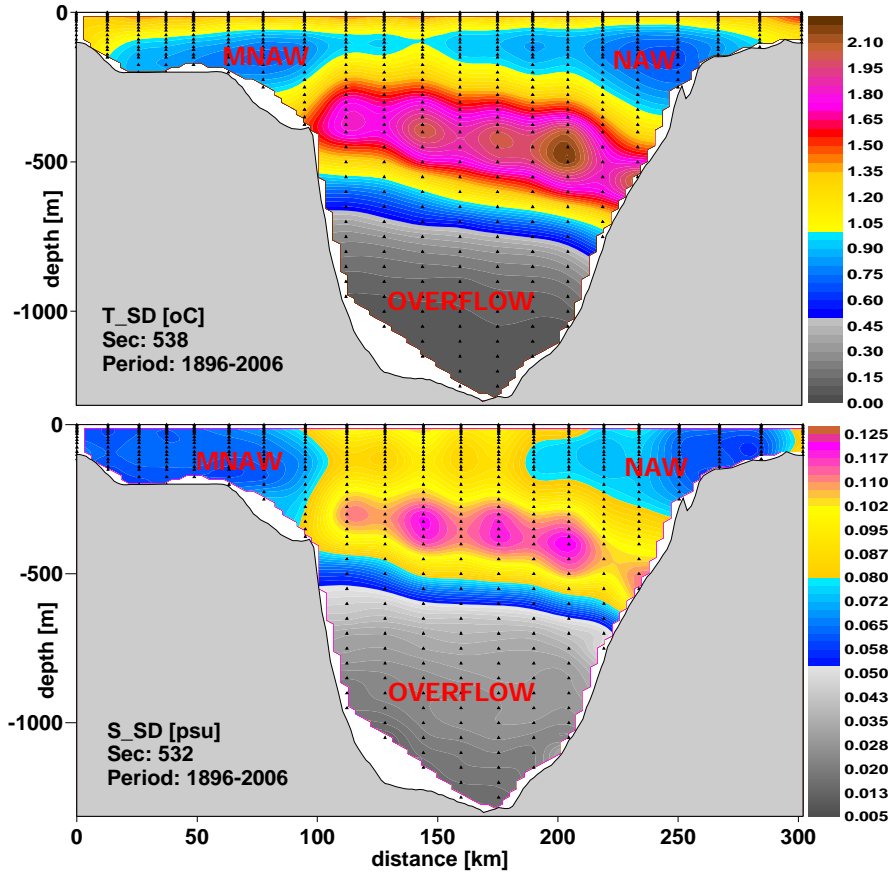 0
-500
-1000
depth [m]
MNAW
NAW
OVERFLOW
T_SD [oC]
Sec: 538
Period: 1896-2006
2.10
1.95
1.80
1.65
1.50
1.35
1.20
1.05
0.90
0.75
0.60
0.45
0.30
0.15
0.00
0
-500
-1000
depth [m]
MNAW
NAW
OVERFLOW
S_SD [psu]
Sec: 532
Period: 1896-2006
0.125
0.117
0.110
0.102
0.095
0.087
0.080
0.072
0.065
0.057
0.050
0.043
0.035
0.028
0.020
0.013
0.005
0 50 100 150 200 250 300
distance [km]